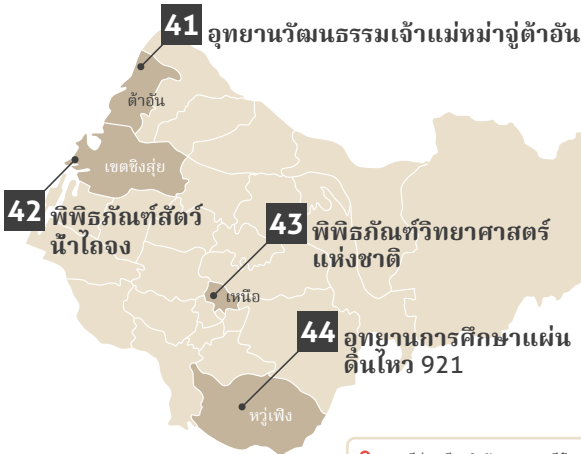 41 อุทยานวัฒนธรรมเจ้าแม่หม่าจู่ต้าอัน
ต้าอัน
เขตชิงสุ่ย
42 พิพิธภัณฑ์สัตว์
น้ำไถจง
43 พิพิธภัณฑ์วิทยาศาสตร์
แห่งชาติ
เหนือ
44 อุทยานการศึกษาแผ่น
ดินไหว 921
หวู่เฟิง